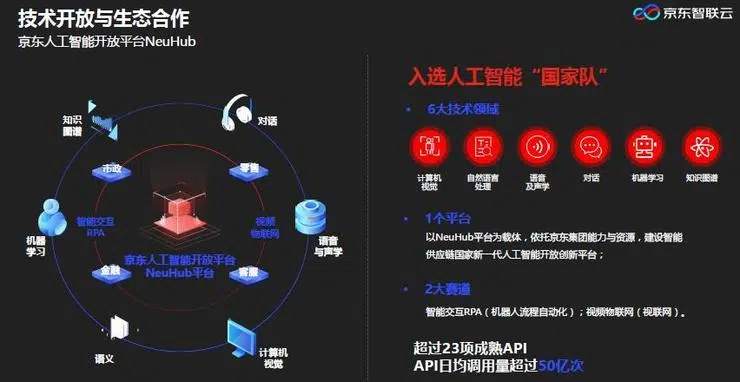 技术开放与生态合作
京东人工智能开放平台NeuHub
京东智联云
知识
图谱
对话
市政
零售
智能交互
RPA
视频
物联网
机器
学习
语音
与声学
京东人工智能开放平台
NeuHub平台
金融
客服
语义
计算机
视觉
入选人工智能“国家队”
• 6大技术领域
计算机
视觉
自然语言
处理
语音
及声学
对话
机器学习
知识图谱
• 1个平台
以NeuHub平台为载体，依托京东集团能力与资源，建设智能
供应链国家新一代人工智能开放创新平台；
• 2大赛道
智能交互RPA（机器人流程自动化）；视频物联网（视联网）。
超过23项成熟API
API日均调用量超过50亿次